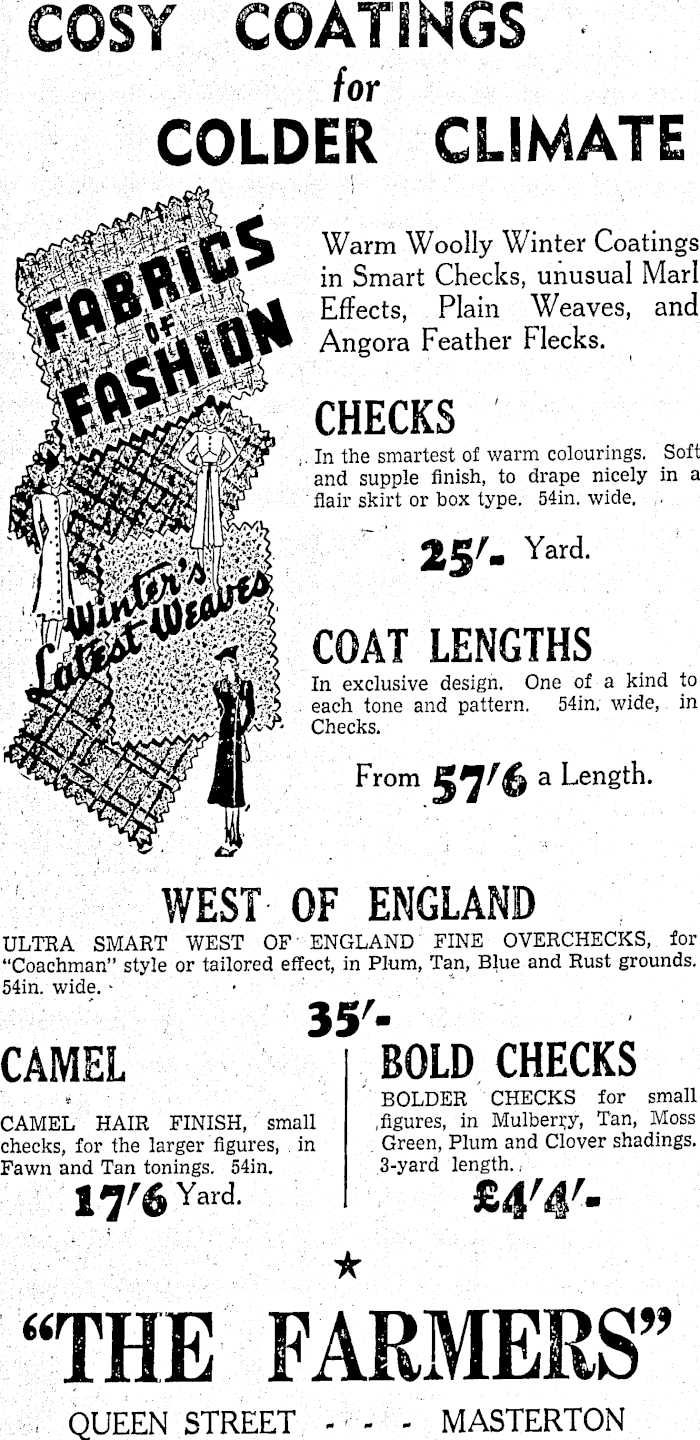 COSY COATINGS
for
COLDER CLIMATE
FABRICS
OF
FASHION
Winter's
Latest Weaves
Warm Woolly Winter Coatings
in Smart Checks, unusual Marl
Effects, Plain Weaves, and
Angora Feather Flecks.
CHECKS
In the smartest of warm colourings. Soft
and supple finish, to drape nicely in a
flair skirt or box type. 54in. wide.
25/- Yard.
COAT LENGTHS
In exclusive design. One of a kind to
each tone and pattern. 54in. wide, in
Checks.
From 57/6 a Length.
WEST OF ENGLAND
ULTRA SMART WEST OF ENGLAND FINE OVERCHECKS, for
"Coachman" style or tailored effect, in Plum, Tan, Blue and Rust grounds.
54in. wide.
35/-
CAMEL
CAMEL HAIR FINISH, small
checks, for the larger figures, in
Fawn and Tan tonings. 54in.
17/6 Yard.
BOLD CHECKS
BOLDER CHECKS for small
figures, in Mulberry, Tan, Moss
Green, Plum and Clover shadings.
3-yard length.
£4/4/-
"THE FARMERS"
QUEEN STREET - - - MASTERTON